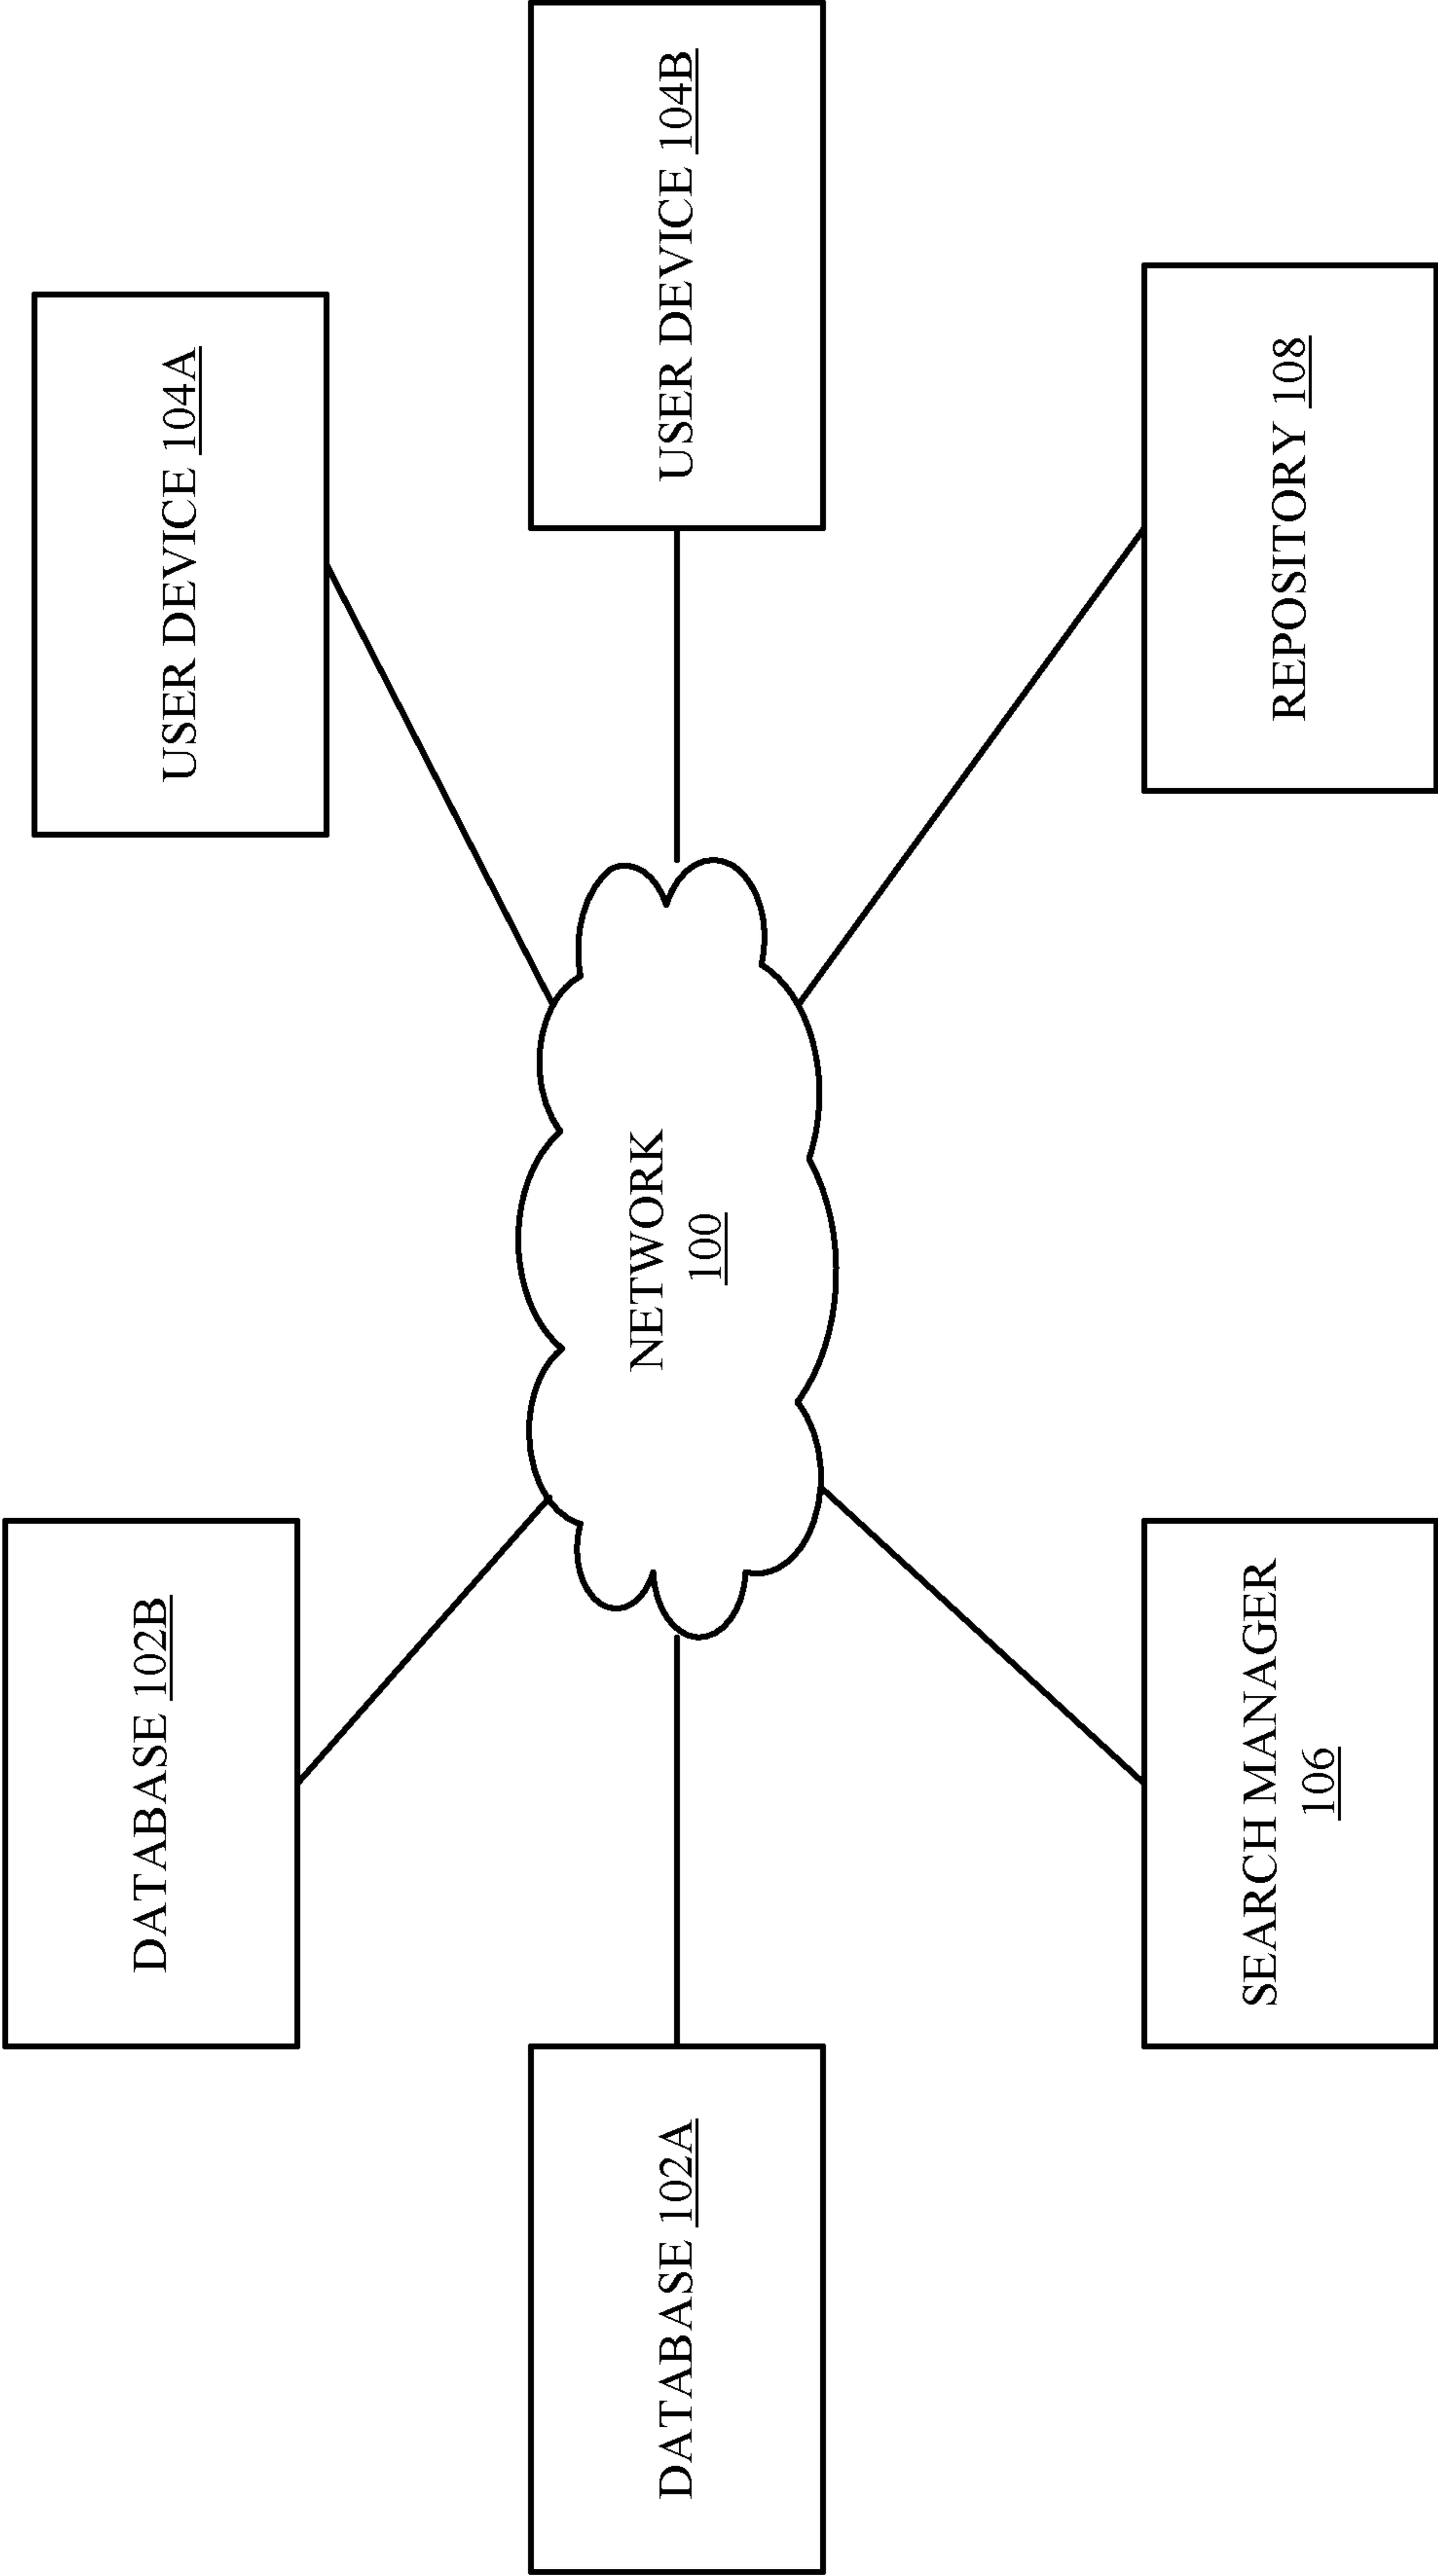 DATABASE 102B
USER DEVICE 104A
DATABASE 102A
NETWORK
100
USER DEVICE 104B
SEARCH MANAGER
106
REPOSITORY 108